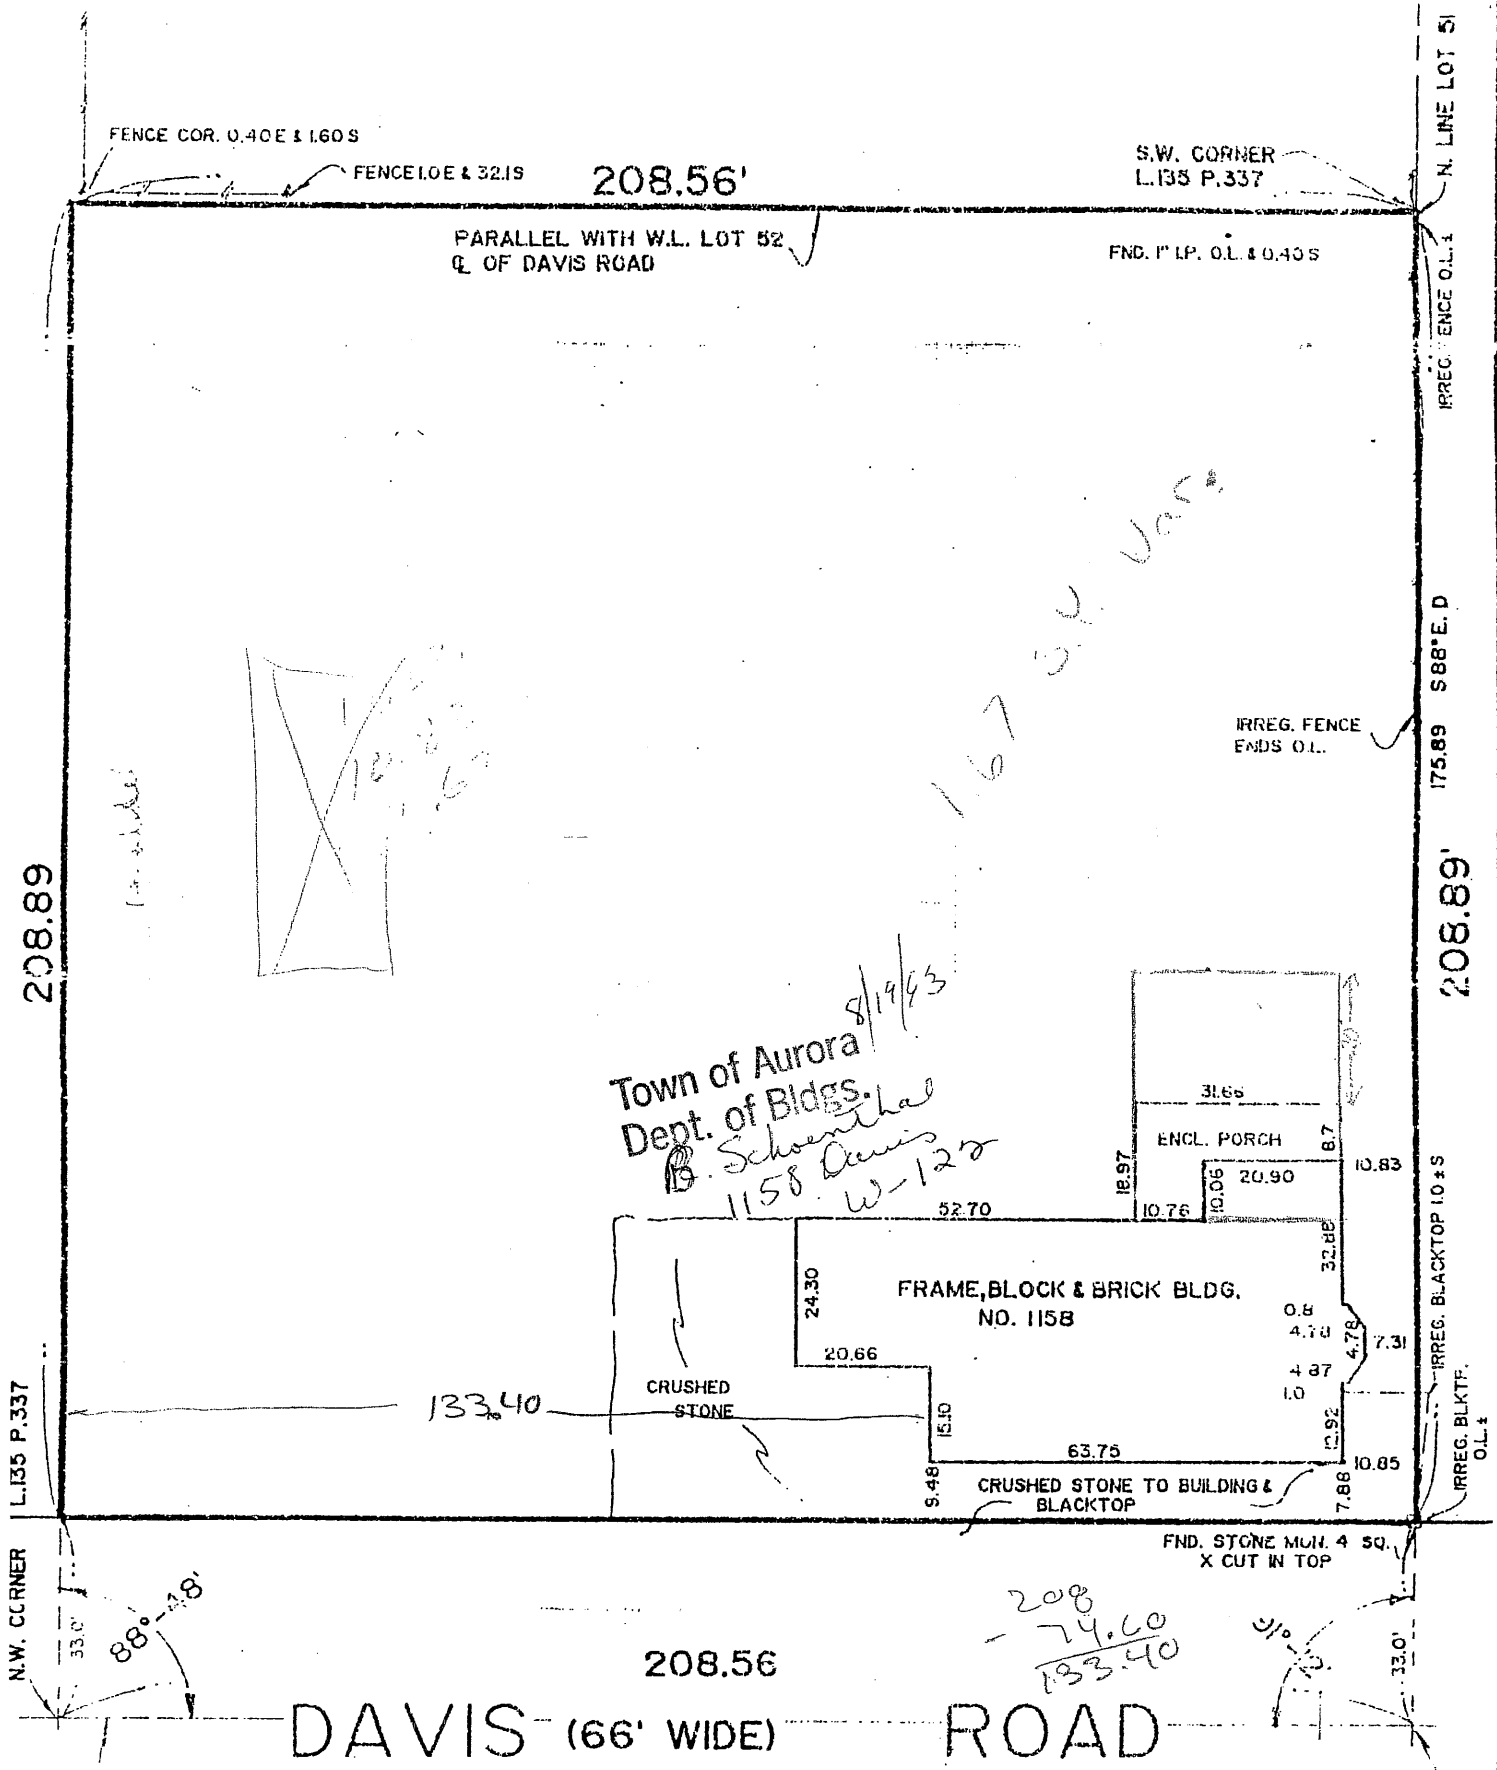 N. LINE LOT 51
FENCE COR. 0.40E & 1.60S
FENCE 1.0E & 32.1S
208.56'
S.W. CORNER
L.135 P.337
PARALLEL WITH W.L. LOT 52
℄ OF DAVIS ROAD
FND. 1" I.P. O.L. & 0.40S
IRREG. FENCE O.L.±
175.89 S88°E. D
IRREG. FENCE
ENDS O.L.
1.67
208.89
208.89'
8/19/93
Town of Aurora
Dept. of Bldgs.
B. Schoenthal
1158 Davis
31.66
ENCL. PORCH
8.7
10.83
18.97
20.90
10.06
52.70
10.76
32.88
24.30
FRAME, BLOCK & BRICK BLDG.
NO. 1158
0.8
4.78
4.78
7.31
20.66
4.87
1.0
CRUSHED
STONE
133.40
15.10
12.92
63.75
10.85
9.48
CRUSHED STONE TO BUILDING &
BLACKTOP
7.88
IRREG. BLACKTOP 1.0±S
IRREG. BLKTP.
O.L.±
L.135 P.337
N.W. CORNER
FND. STONE MON. 4 SQ.
X CUT IN TOP
33.0'
88°-48'
208
- 74.60
133.40
33.0'
208.56
DAVIS (66' WIDE) ROAD